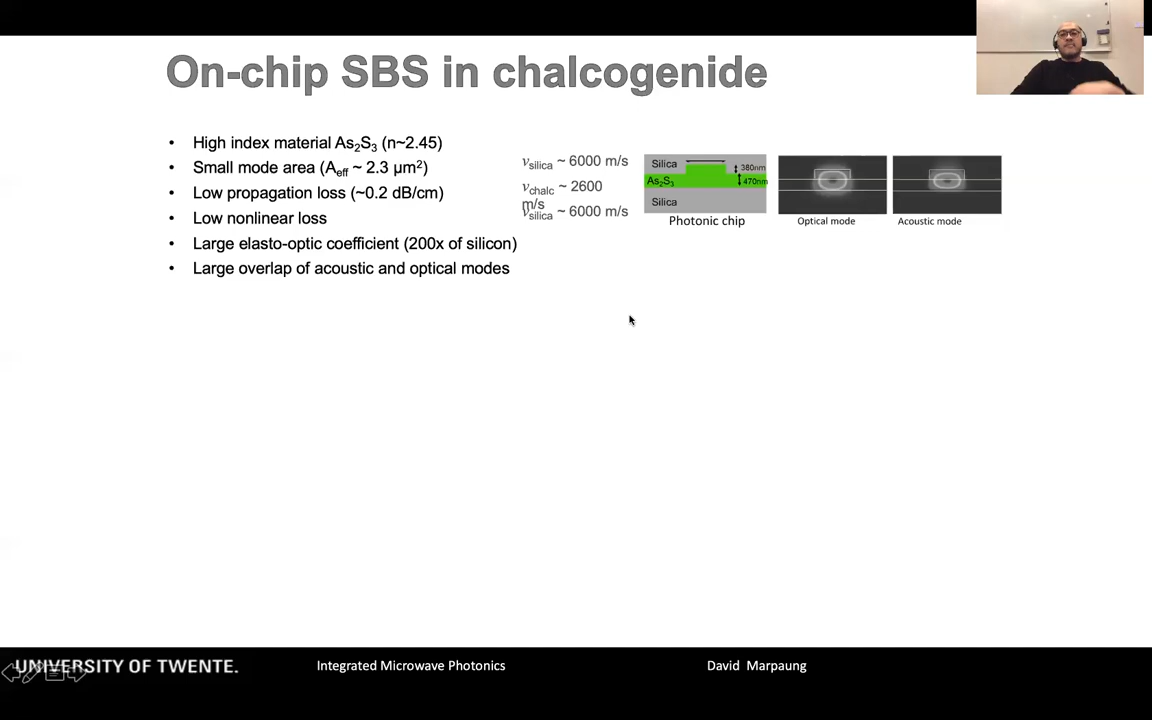 On-chip SBS in chalcogenide
• High index material As₂S₃ (n~2.45)
• Small mode area (Aeff ~ 2.3 µm²)
• Low propagation loss (~0.2 dB/cm)
• Low nonlinear loss
• Large elasto-optic coefficient (200x of silicon)
• Large overlap of acoustic and optical modes
vsilica ~ 6000 m/s
vchalc ~ 2600
m/s
vsilica ~ 6000 m/s
Silica
380nm
As₂S₃
470nm
Silica
Photonic chip
Optical mode
Acoustic mode
UNIVERSITY OF TWENTE.
Integrated Microwave Photonics
David Marpaung